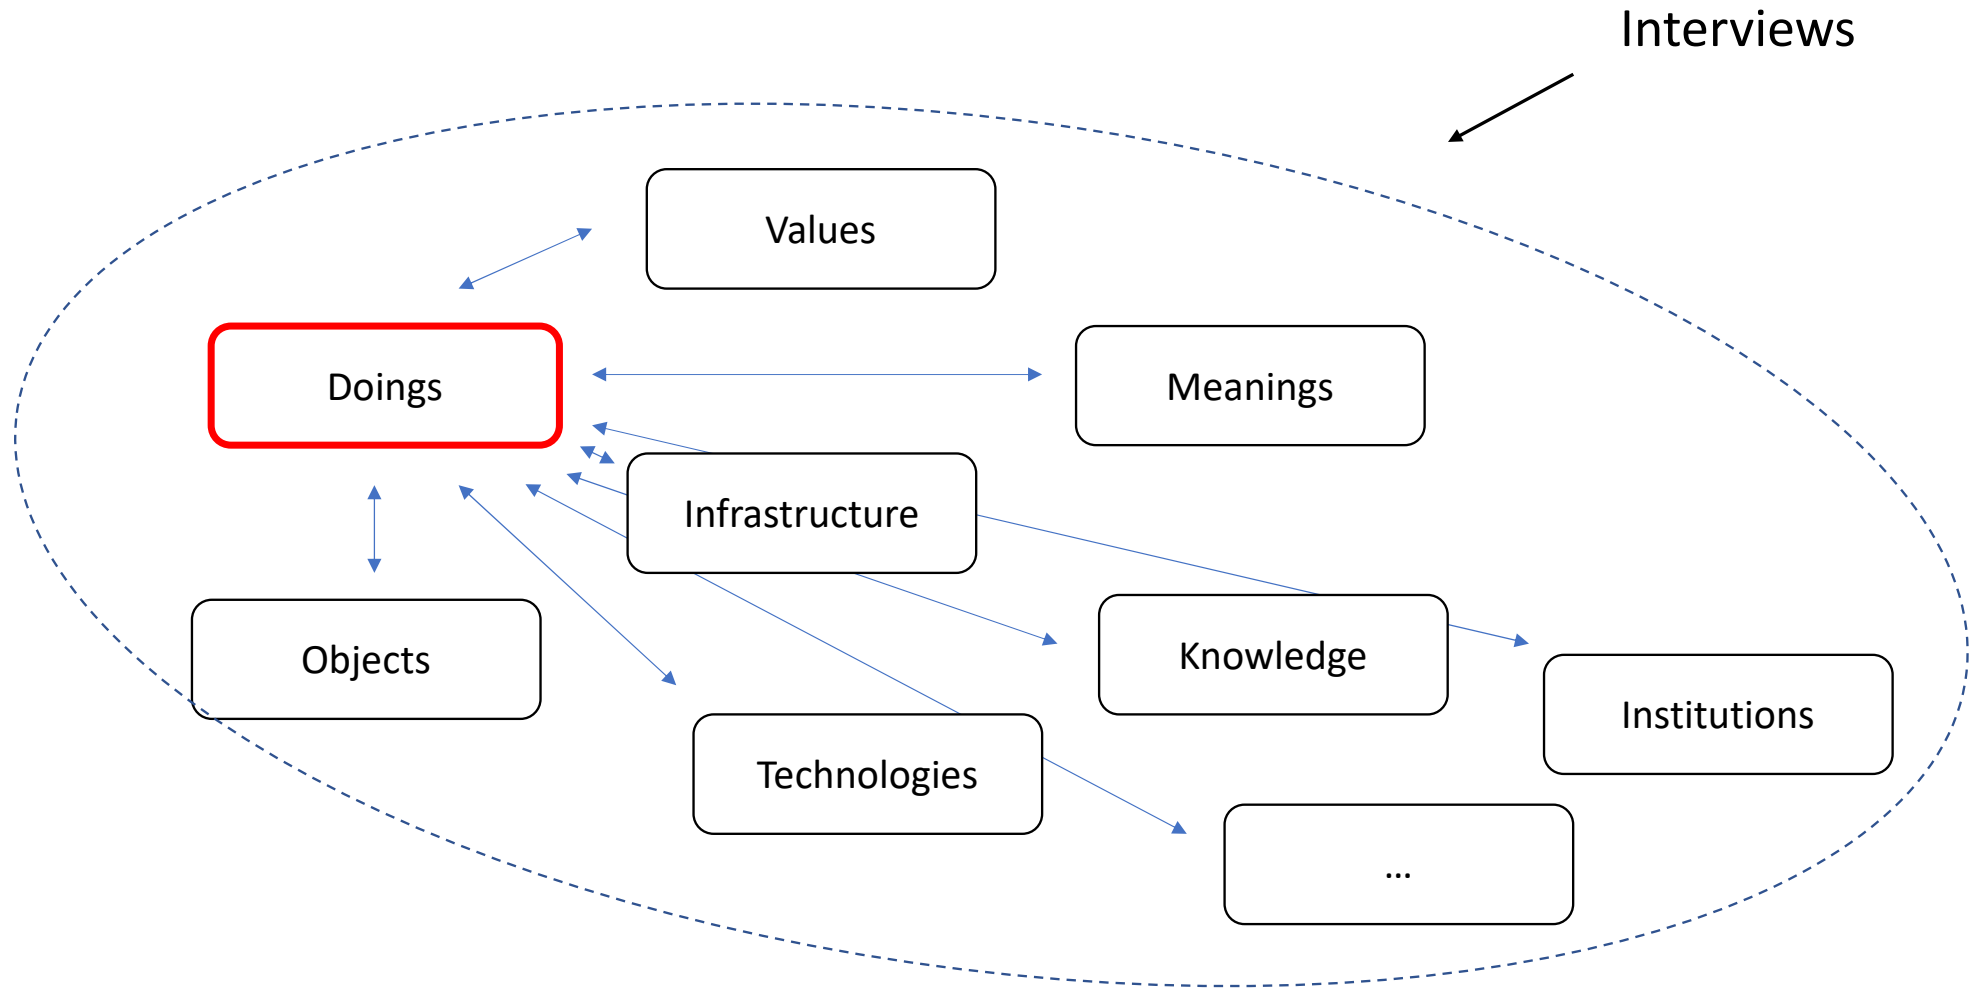 Interviews
Values
Doings
Meanings
Infrastructure
Objects
Knowledge
Institutions
Technologies
...